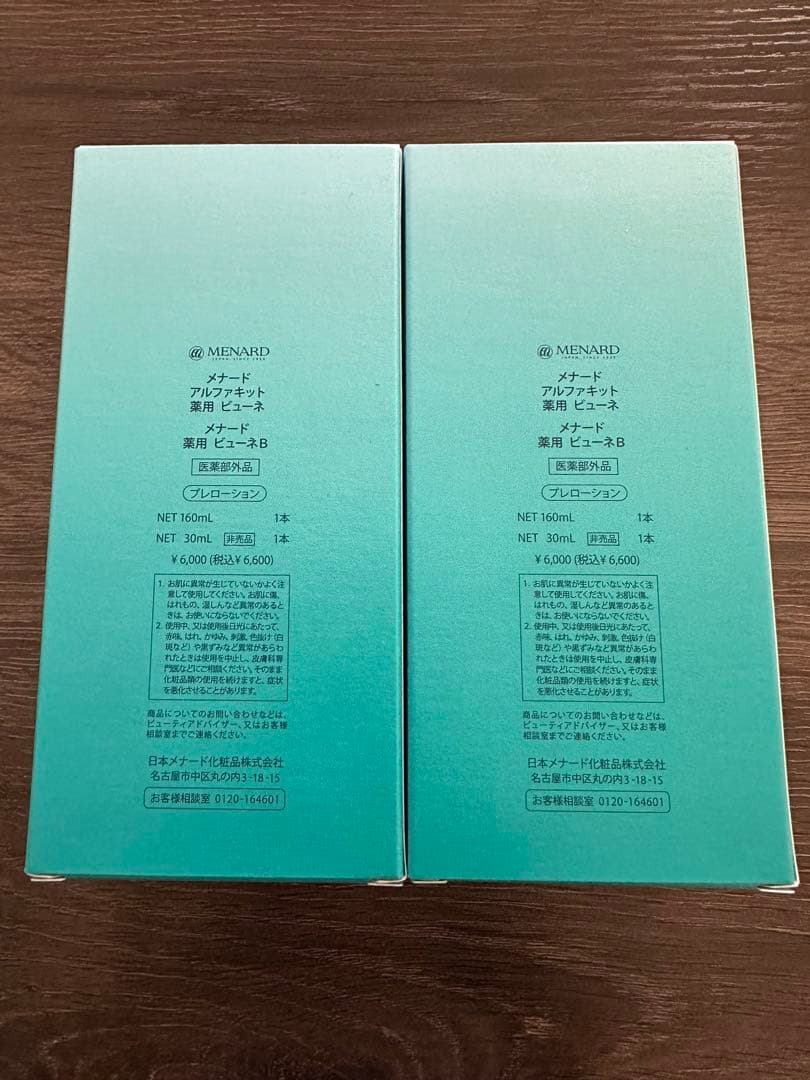 MENARD
JAPAN, SINCE 1959
メナード
アルファキット
薬用 ビューネ
メナード
薬用 ビューネB
医薬部外品
プレローション
NET 160mL 1本
NET 30mL 非売品 1本
¥6,000 (税込¥6,600)
1. お肌に異常が生じていないかよく注
意して使用してください。お肌に傷、
はれもの、湿しんなど異常のあると
きは、お使いにならないでください。
2. 使用中、又は使用後日光にあたって、
赤味、はれ、かゆみ、刺激、色抜け(白
斑など)や黒ずみなど異常があらわ
れたときは使用を中止し、皮膚科専
門医などにご相談ください。そのまま
化粧品類の使用を続けますと、症状
を悪化させることがあります。
商品についてのお問い合わせなどは、
ビューティアドバイザー、又はお客様
相談室までご連絡ください。
日本メナード化粧品株式会社
名古屋市中区丸の内3-18-15
お客様相談室 0120-164601
MENARD
JAPAN, SINCE 1959
メナード
アルファキット
薬用 ビューネ
メナード
薬用 ビューネB
医薬部外品
プレローション
NET 160mL 1本
NET 30mL 非売品 1本
¥6,000 (税込¥6,600)
1. お肌に異常が生じていないかよく注
意して使用してください。お肌に傷、
はれもの、湿しんなど異常のあると
きは、お使いにならないでください。
2. 使用中、又は使用後日光にあたって、
赤味、はれ、かゆみ、刺激、色抜け(白
斑など)や黒ずみなど異常があらわ
れたときは使用を中止し、皮膚科専
門医などにご相談ください。そのまま
化粧品類の使用を続けますと、症状
を悪化させることがあります。
商品についてのお問い合わせなどは、
ビューティアドバイザー、又はお客様
相談室までご連絡ください。
日本メナード化粧品株式会社
名古屋市中区丸の内3-18-15
お客様相談室 0120-164601